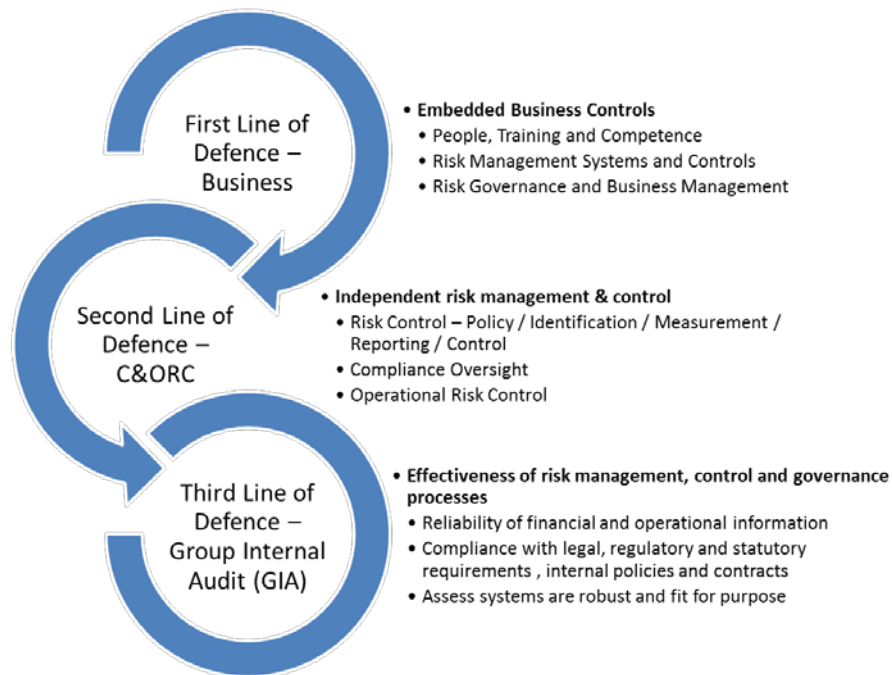 First Line of
Defence –
Business
• Embedded Business Controls
• People, Training and Competence
• Risk Management Systems and Controls
• Risk Governance and Business Management
Second Line of
Defence –
C&ORC
• Independent risk management & control
• Risk Control – Policy / Identification / Measurement /
Reporting / Control
• Compliance Oversight
• Operational Risk Control
Third Line of
Defence –
Group Internal
Audit (GIA)
• Effectiveness of risk management, control and governance
processes
• Reliability of financial and operational information
• Compliance with legal, regulatory and statutory
requirements , internal policies and contracts
• Assess systems are robust and fit for purpose